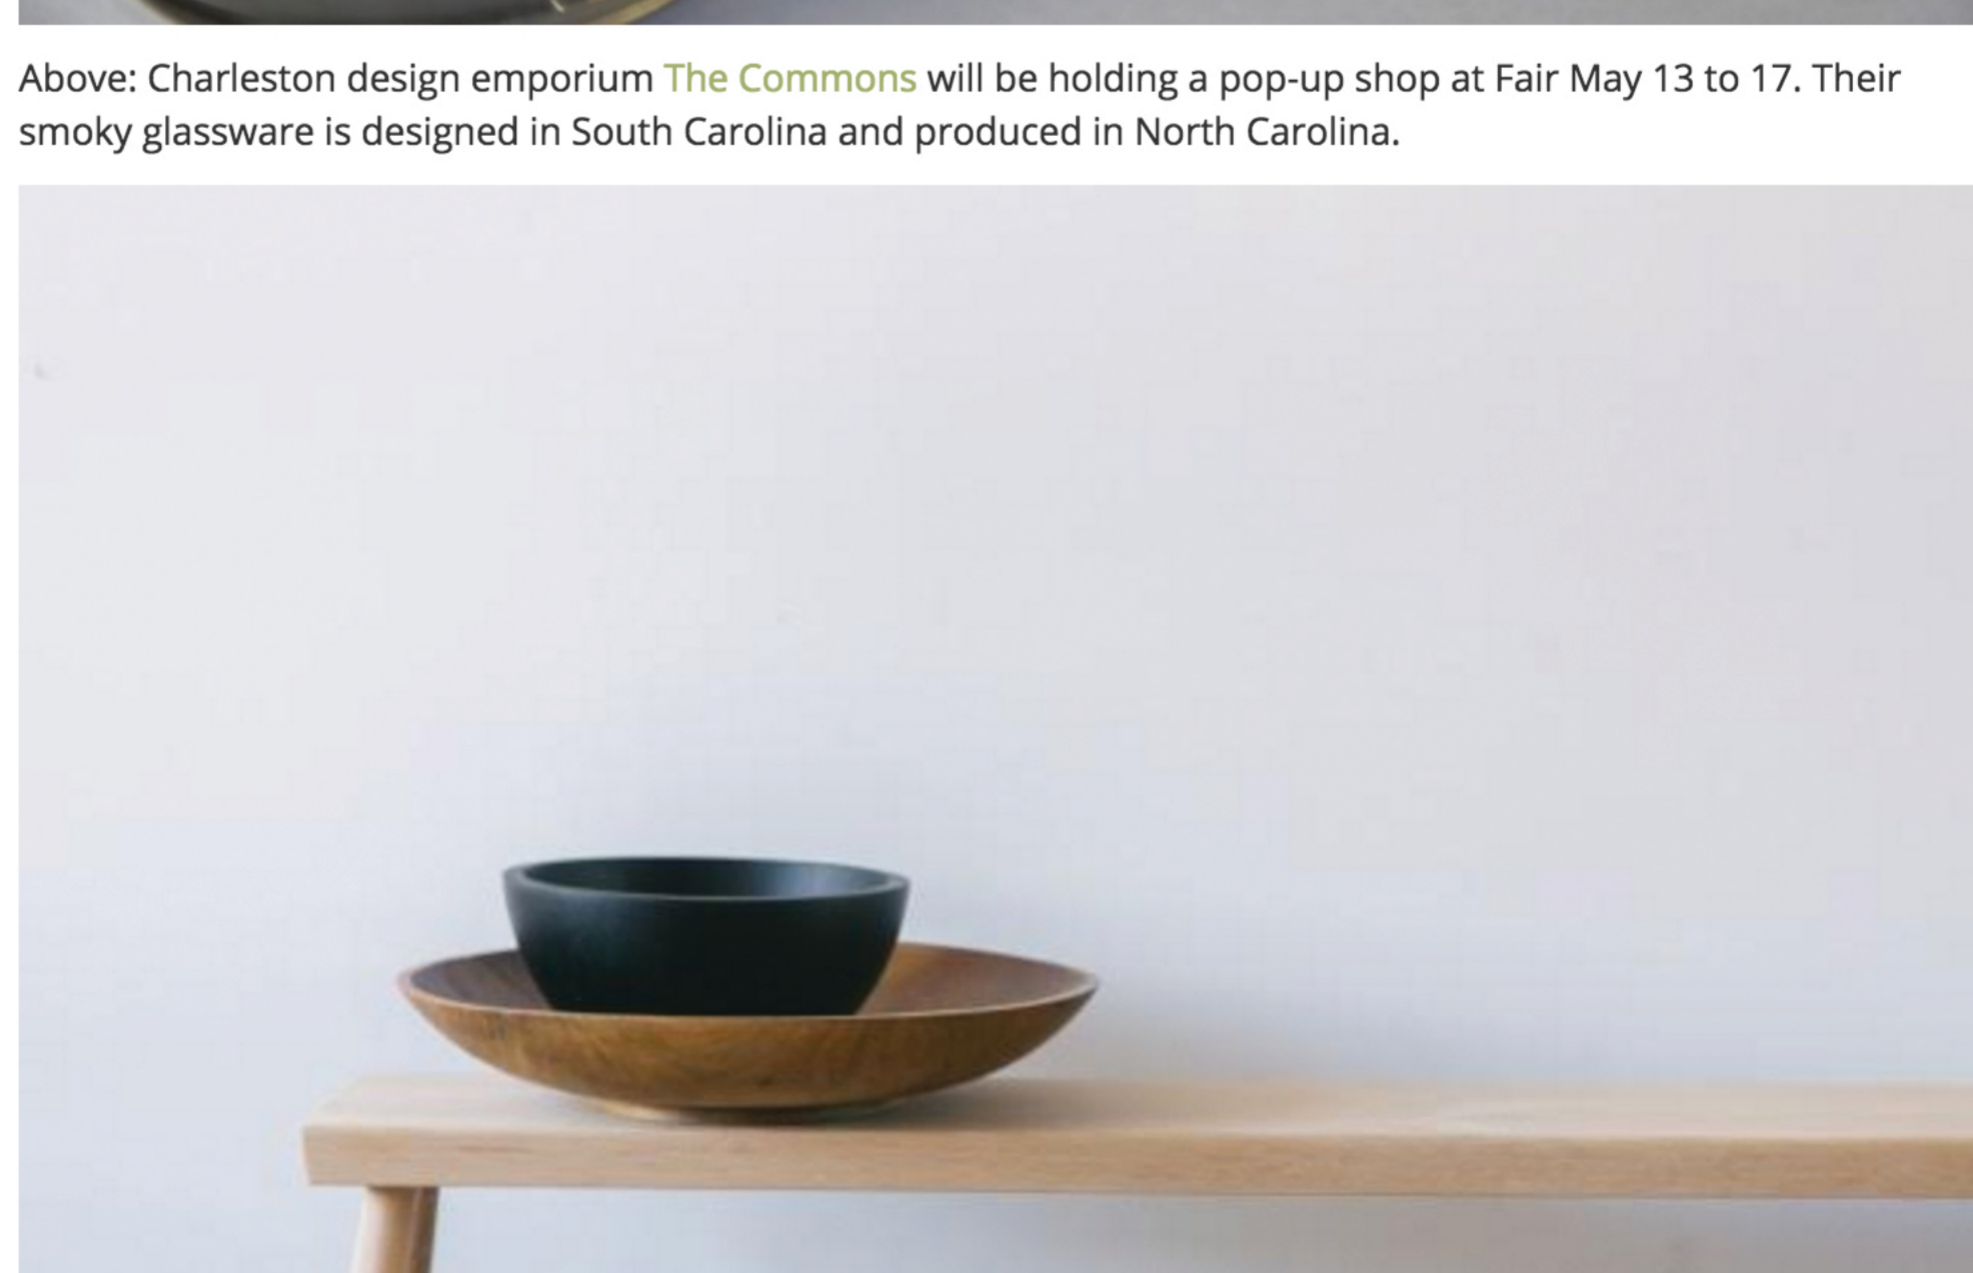 Above: Charleston design emporium The Commons will be holding a pop-up shop at Fair May 13 to 17. Their
smoky glassware is designed in South Carolina and produced in North Carolina.